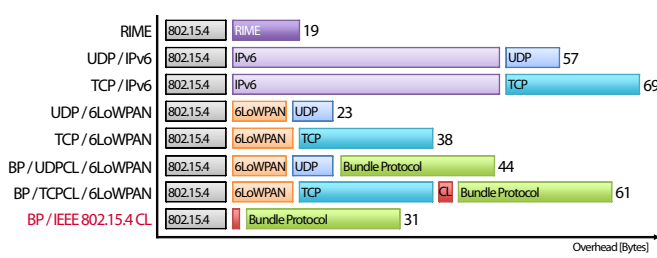 RIME 802.15.4 RIME 19
UDP / IPv6 802.15.4 IPv6 UDP 57
TCP / IPv6 802.15.4 IPv6 TCP 69
UDP / 6LoWPAN 802.15.4 6LoWPAN UDP 23
TCP / 6LoWPAN 802.15.4 6LoWPAN TCP 38
BP / UDPCL / 6LoWPAN 802.15.4 6LoWPAN UDP Bundle Protocol 44
BP / TCPCL / 6LoWPAN 802.15.4 6LoWPAN TCP CL Bundle Protocol 61
BP / IEEE 802.15.4 CL 802.15.4 Bundle Protocol 31
Overhead [Bytes]